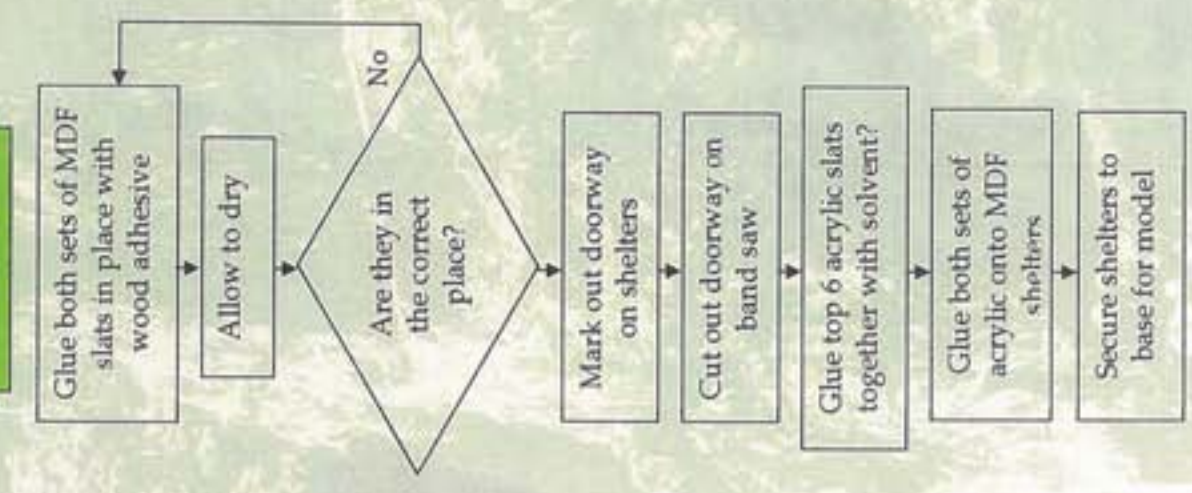 Glue both sets of MDF
slats in place with
wood adhesive
Allow to dry
Are they in
the correct
place?
No
Mark out doorway
on shelters
Cut out doorway on
band saw
Glue top 6 acrylic slats
together with solvent?
Glue both sets of
acrylic onto MDF
shelters
Secure shelters to
base for model